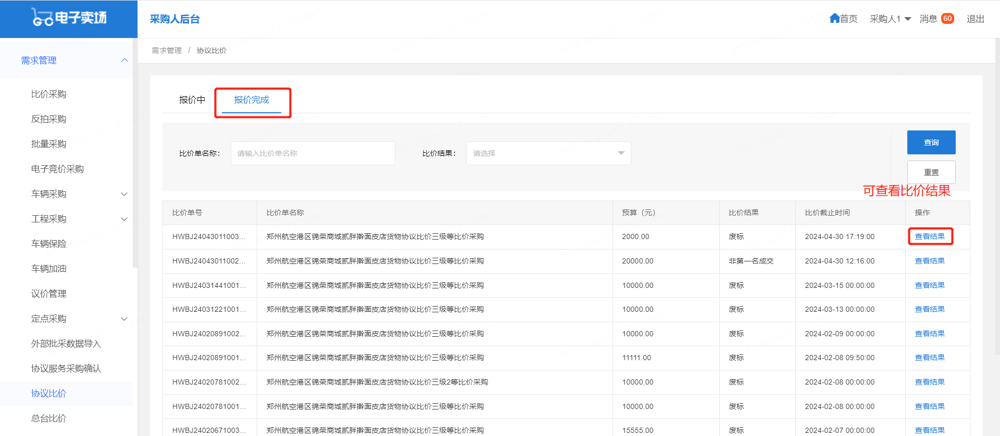 电子卖场
采购人后台
首页 采购人1 消息 60 退出
需求管理
比价采购
反拍采购
批量采购
电子竞价采购
车辆采购
工程采购
车辆保险
车辆加油
议价管理
定点采购
外部批采数据导入
协议服务采购确认
协议比价
总台比价
需求管理 / 协议比价
报价中 报价完成
比价单名称： 请输入比价单名称 比价结果： 请选择 查询
重置
可查看比价结果
比价单号 比价单名称 预算（元） 比价结果 比价截止时间 操作
HWBJ24043011003... 郑州航空港区锦荣商城贰胖擀面皮店货物协议比价三级等比价采购 2000.00 废标 2024-04-30 17:19:00 查看结果
HWBJ24043011002... 郑州航空港区锦荣商城贰胖擀面皮店货物协议比价三级等比价采购 20000.00 非第一名成交 2024-04-30 12:16:00 查看结果
HWBJ24031441001... 郑州航空港区锦荣商城贰胖擀面皮店货物协议比价三级等比价采购 10000.00 废标 2024-03-15 00:00:00 查看结果
HWBJ24031221001... 郑州航空港区锦荣商城贰胖擀面皮店货物协议比价三级等比价采购 10000.00 废标 2024-03-13 00:00:00 查看结果
HWBJ24020891002... 郑州航空港区锦荣商城贰胖擀面皮店货物协议比价三级等比价采购 10000.00 废标 2024-02-09 00:00:00 查看结果
HWBJ24020891001... 郑州航空港区锦荣商城贰胖擀面皮店货物协议比价三级等比价采购 11111.00 废标 2024-02-08 09:50:00 查看结果
HWBJ24020781002... 郑州航空港区锦荣商城贰胖擀面皮店货物协议比价三级2等比价采购 10000.00 废标 2024-02-08 00:00:00 查看结果
HWBJ24020781001... 郑州航空港区锦荣商城贰胖擀面皮店货物协议比价三级等比价采购 10000.00 废标 2024-02-08 00:00:00 查看结果
HWBJ24020671003... 郑州航空港区锦荣商城贰胖擀面皮店货物协议比价三级等比价采购 15555.00 废标 2024-02-07 00:00:00 查看结果